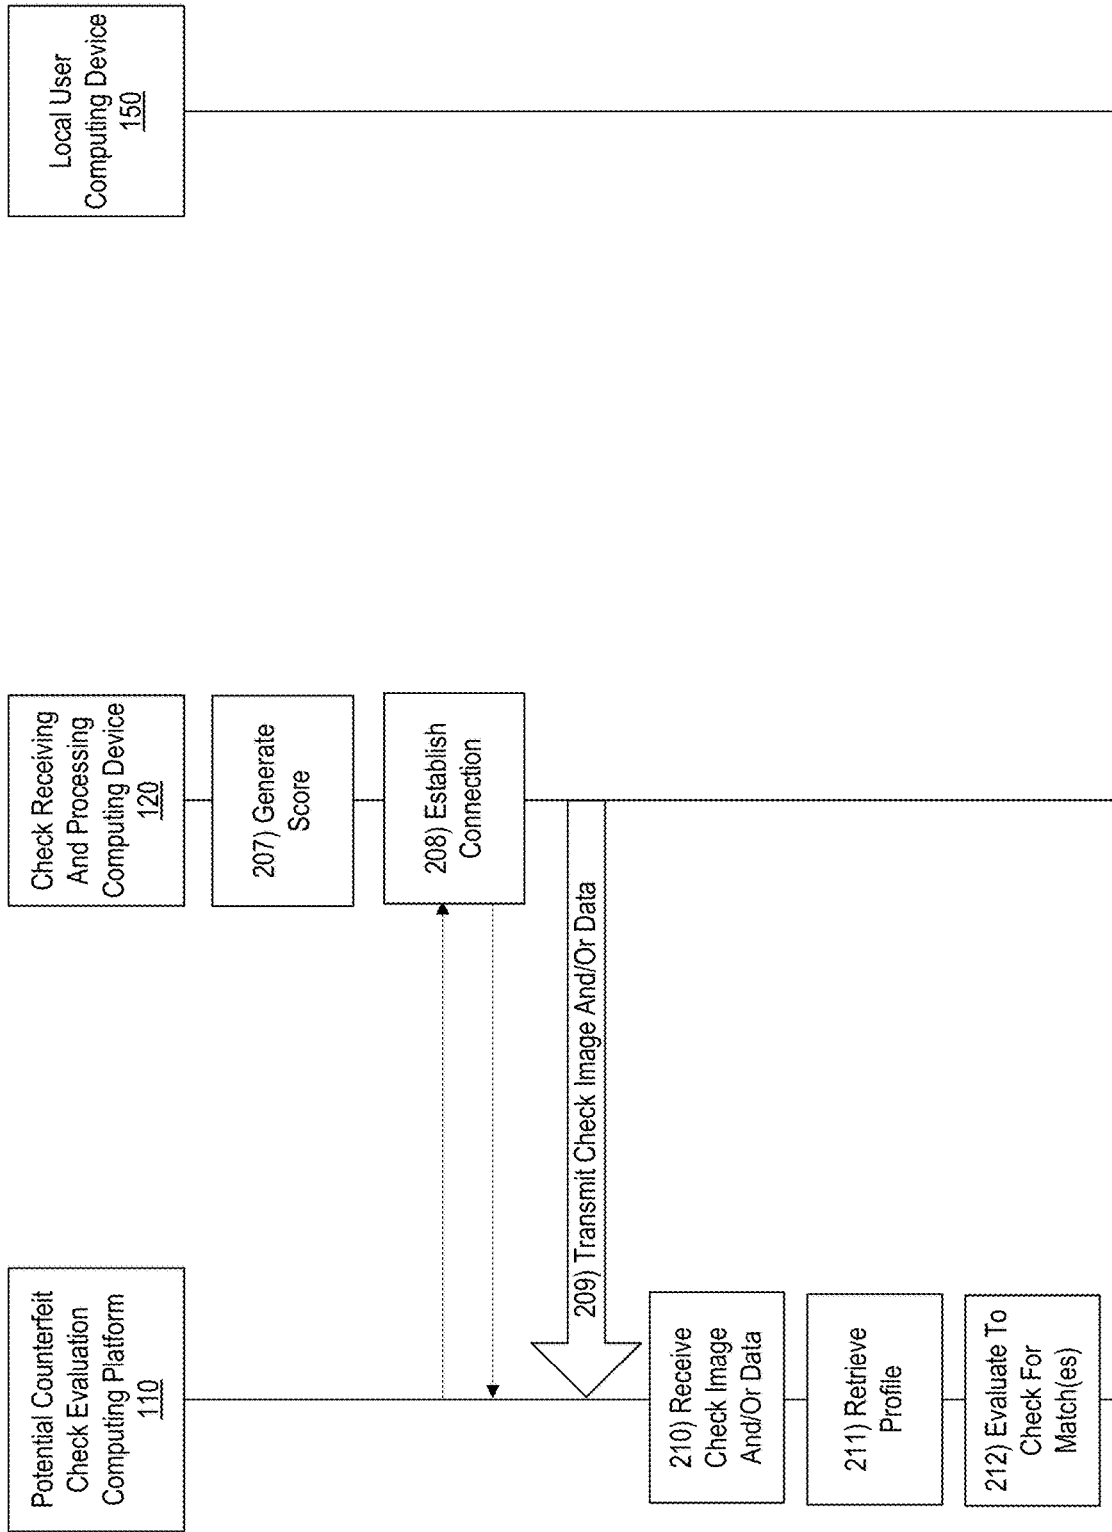 Potential Counterfeit
Check Evaluation
Computing Platform
110
Check Receiving
And Processing
Computing Device
120
Local User
Computing Device
150
207) Generate
Score
208) Establish
Connection
209) Transmit Check Image And/Or Data
210) Receive
Check Image
And/Or Data
211) Retrieve
Profile
212) Evaluate To
Check For
Match(es)